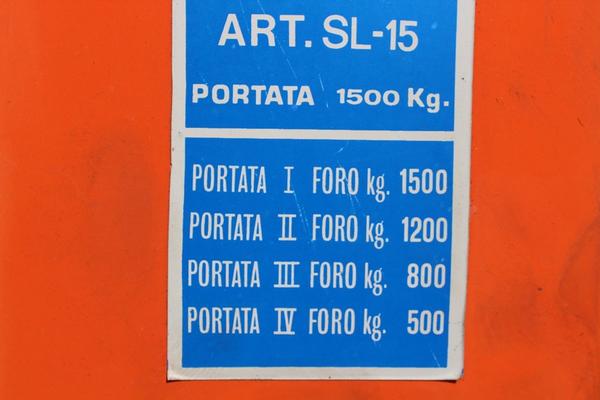 ART. SL-15
PORTATA 1500 Kg.
PORTATA I FORO kg. 1500
PORTATA II FORO kg. 1200
PORTATA III FORO kg. 800
PORTATA IV FORO kg. 500